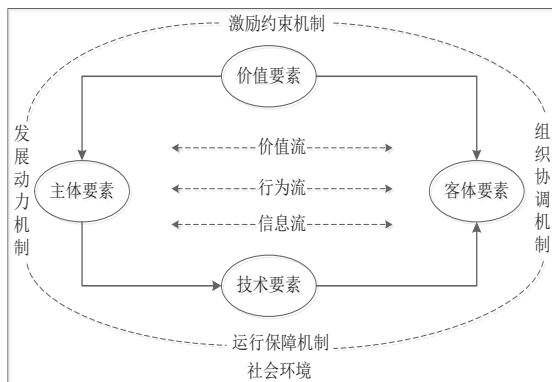 激励约束机制
价值要素
发展动力机制
价值流
组织协调机制
主体要素
行为流
客体要素
信息流
技术要素
运行保障机制
社会环境